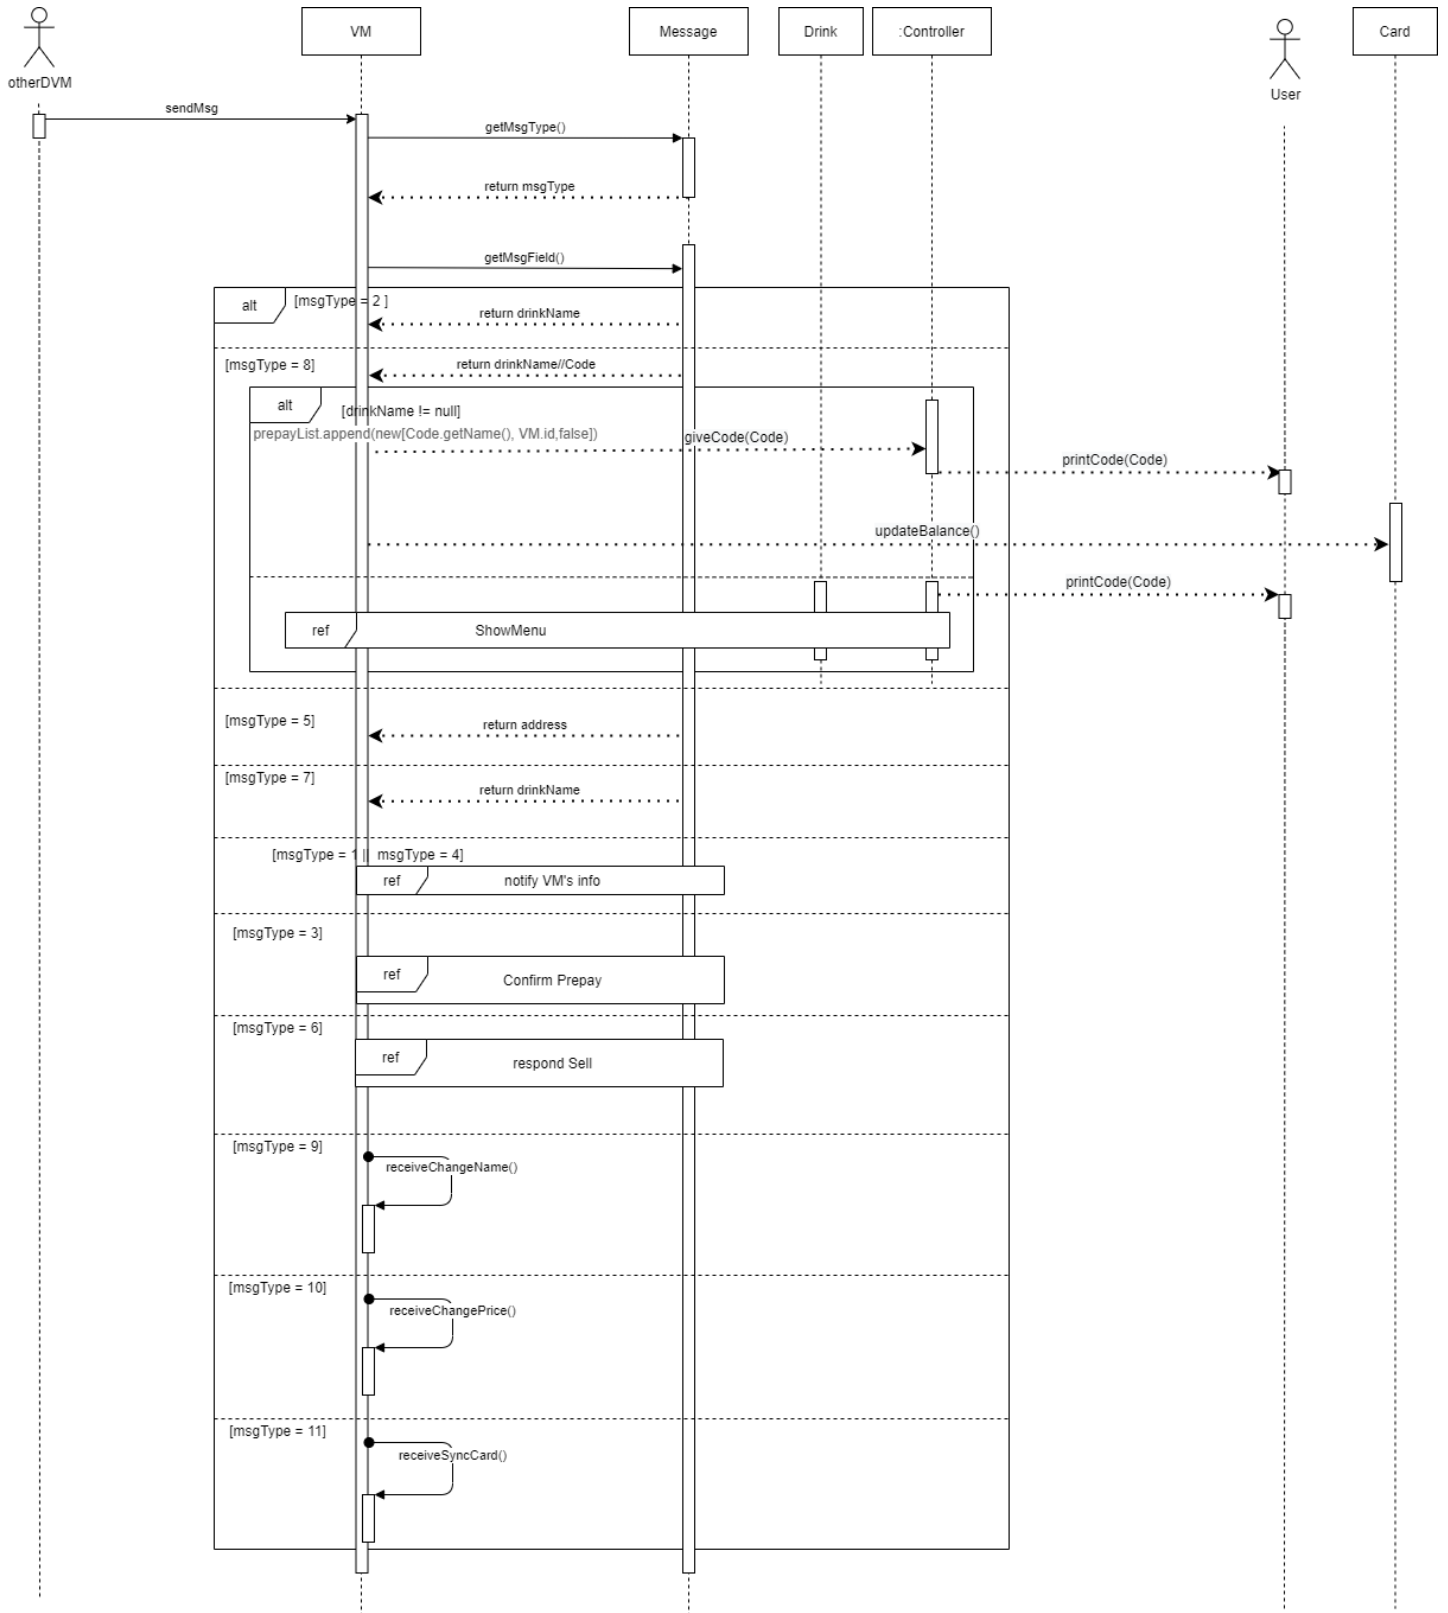 otherDVM
VM
Message
Drink
:Controller
User
Card
sendMsg
getMsgType()
return msgType
getMsgField()
alt
[msgType = 2 ]
return drinkName
[msgType = 8]
return drinkName//Code
alt
[drinkName != null]
prepayList.append(new[Code.getName(), VM.id,false])
giveCode(Code)
printCode(Code)
updateBalance()
printCode(Code)
ref
ShowMenu
[msgType = 5]
return address
[msgType = 7]
return drinkName
[msgType = 1 || msgType = 4]
ref
notify VM's info
[msgType = 3]
ref
Confirm Prepay
[msgType = 6]
ref
respond Sell
[msgType = 9]
receiveChangeName()
[msgType = 10]
receiveChangePrice()
[msgType = 11]
receiveSyncCard()